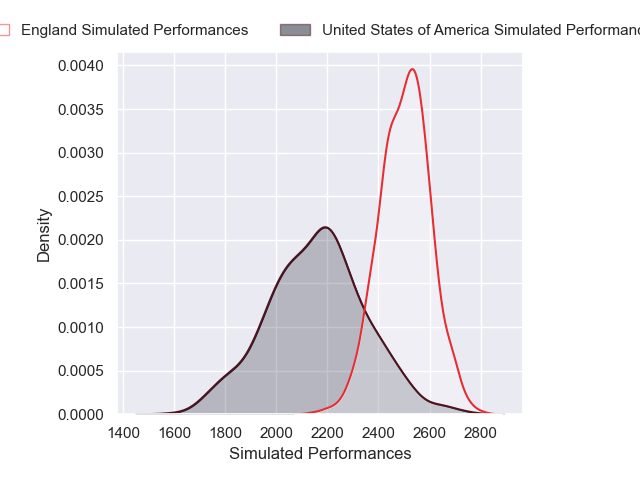 England Simulated Performances
United States of America Simulated
0.0040
0.0035
0.0030
0.0025
0.0020
0.0015
0.0010
0.0005
0.0000
Density
1400 1600 1800 2000 2200 2400 2600 2800
Simulated Performances